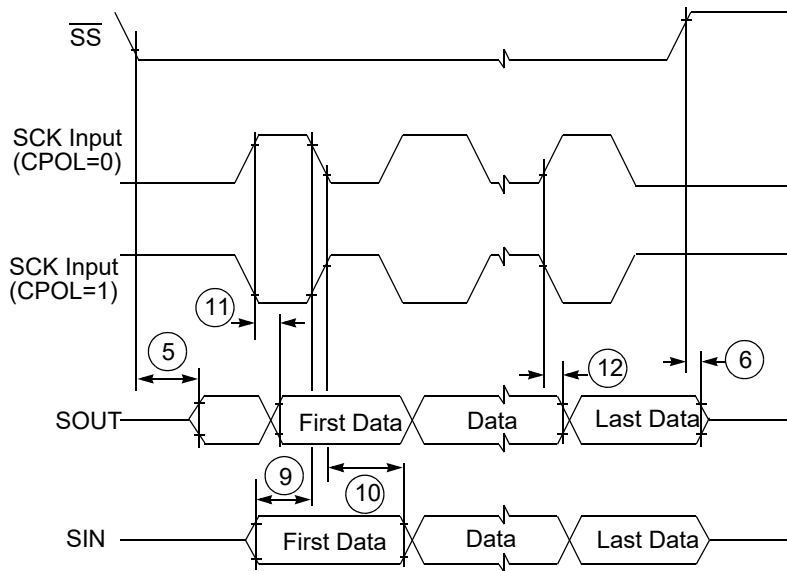 SS
SCK Input
(CPOL=0)
SCK Input
(CPOL=1)
11
5
12
6
SOUT
First Data
Data
Last Data
9
10
SIN
First Data
Data
Last Data